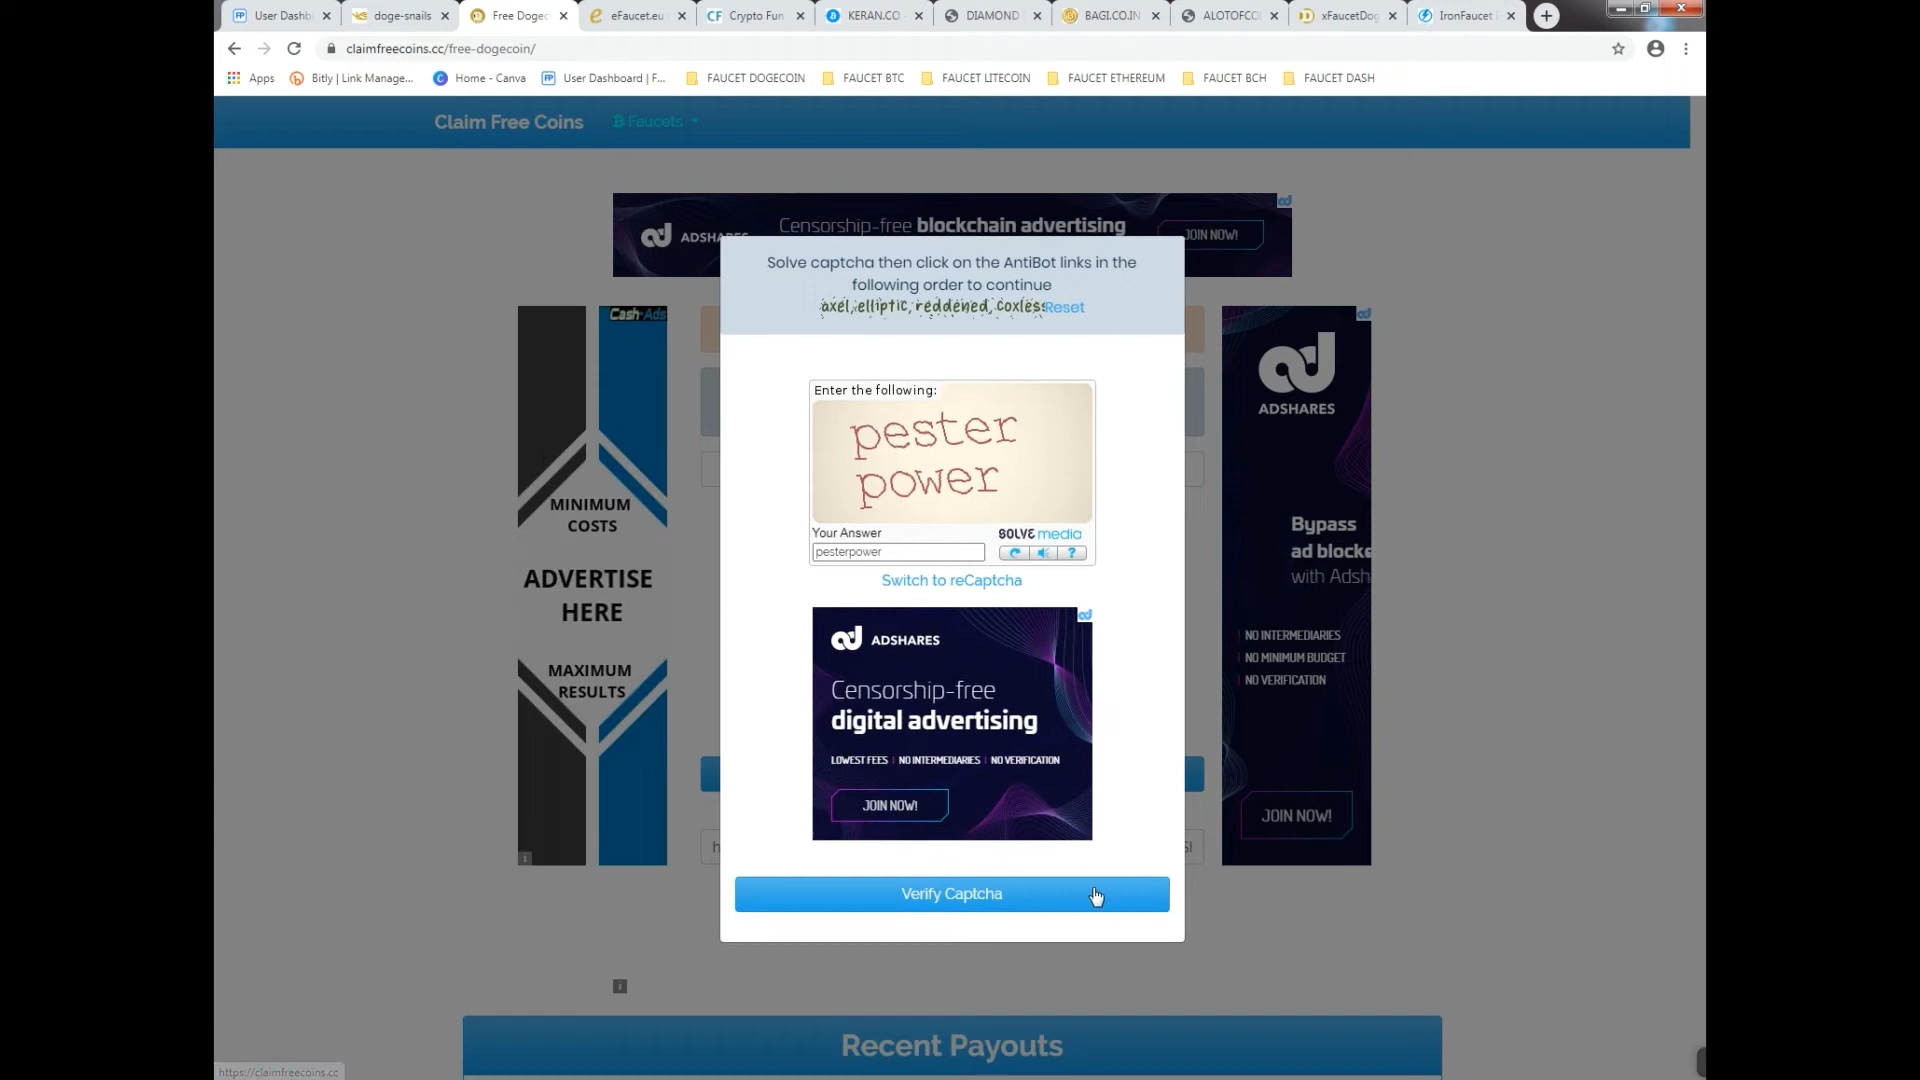 User Dashb
doge-snails
Free Dogec
eFaucet.eu
Crypto Fun
KERAN.CO
DIAMOND
BAGI.CO.IN
ALOTOFCO
xFaucetDog
IronFaucet
claimfreecoins.cc/free-dogecoin/
Apps
Bitly | Link Manage...
Home - Canva
User Dashboard | F...
FAUCET DOGECOIN
FAUCET BTC
FAUCET LITECOIN
FAUCET ETHEREUM
FAUCET BCH
FAUCET DASH
Claim Free Coins
Faucets
Censorship-free blockchain advertising
ADSHARES
JOIN NOW!
Solve captcha then click on the AntiBot links in the
following order to continue
axel, elliptic, reddened, coxless Reset
Cash-Ads
MINIMUM
COSTS
ADVERTISE
HERE
MAXIMUM
RESULTS
Enter the following:
pester
power
Your Answer
SOLVE media
pesterpower
Switch to reCaptcha
ADSHARES
Censorship-free
digital advertising
LOWEST FEES | NO INTERMEDIARIES | NO VERIFICATION
JOIN NOW!
Verify Captcha
ADSHARES
Bypass
ad blocke
with Adsh
NO INTERMEDIARIES
NO MINIMUM BUDGET
NO VERIFICATION
JOIN NOW!
Recent Payouts
https://claimfreecoins.cc